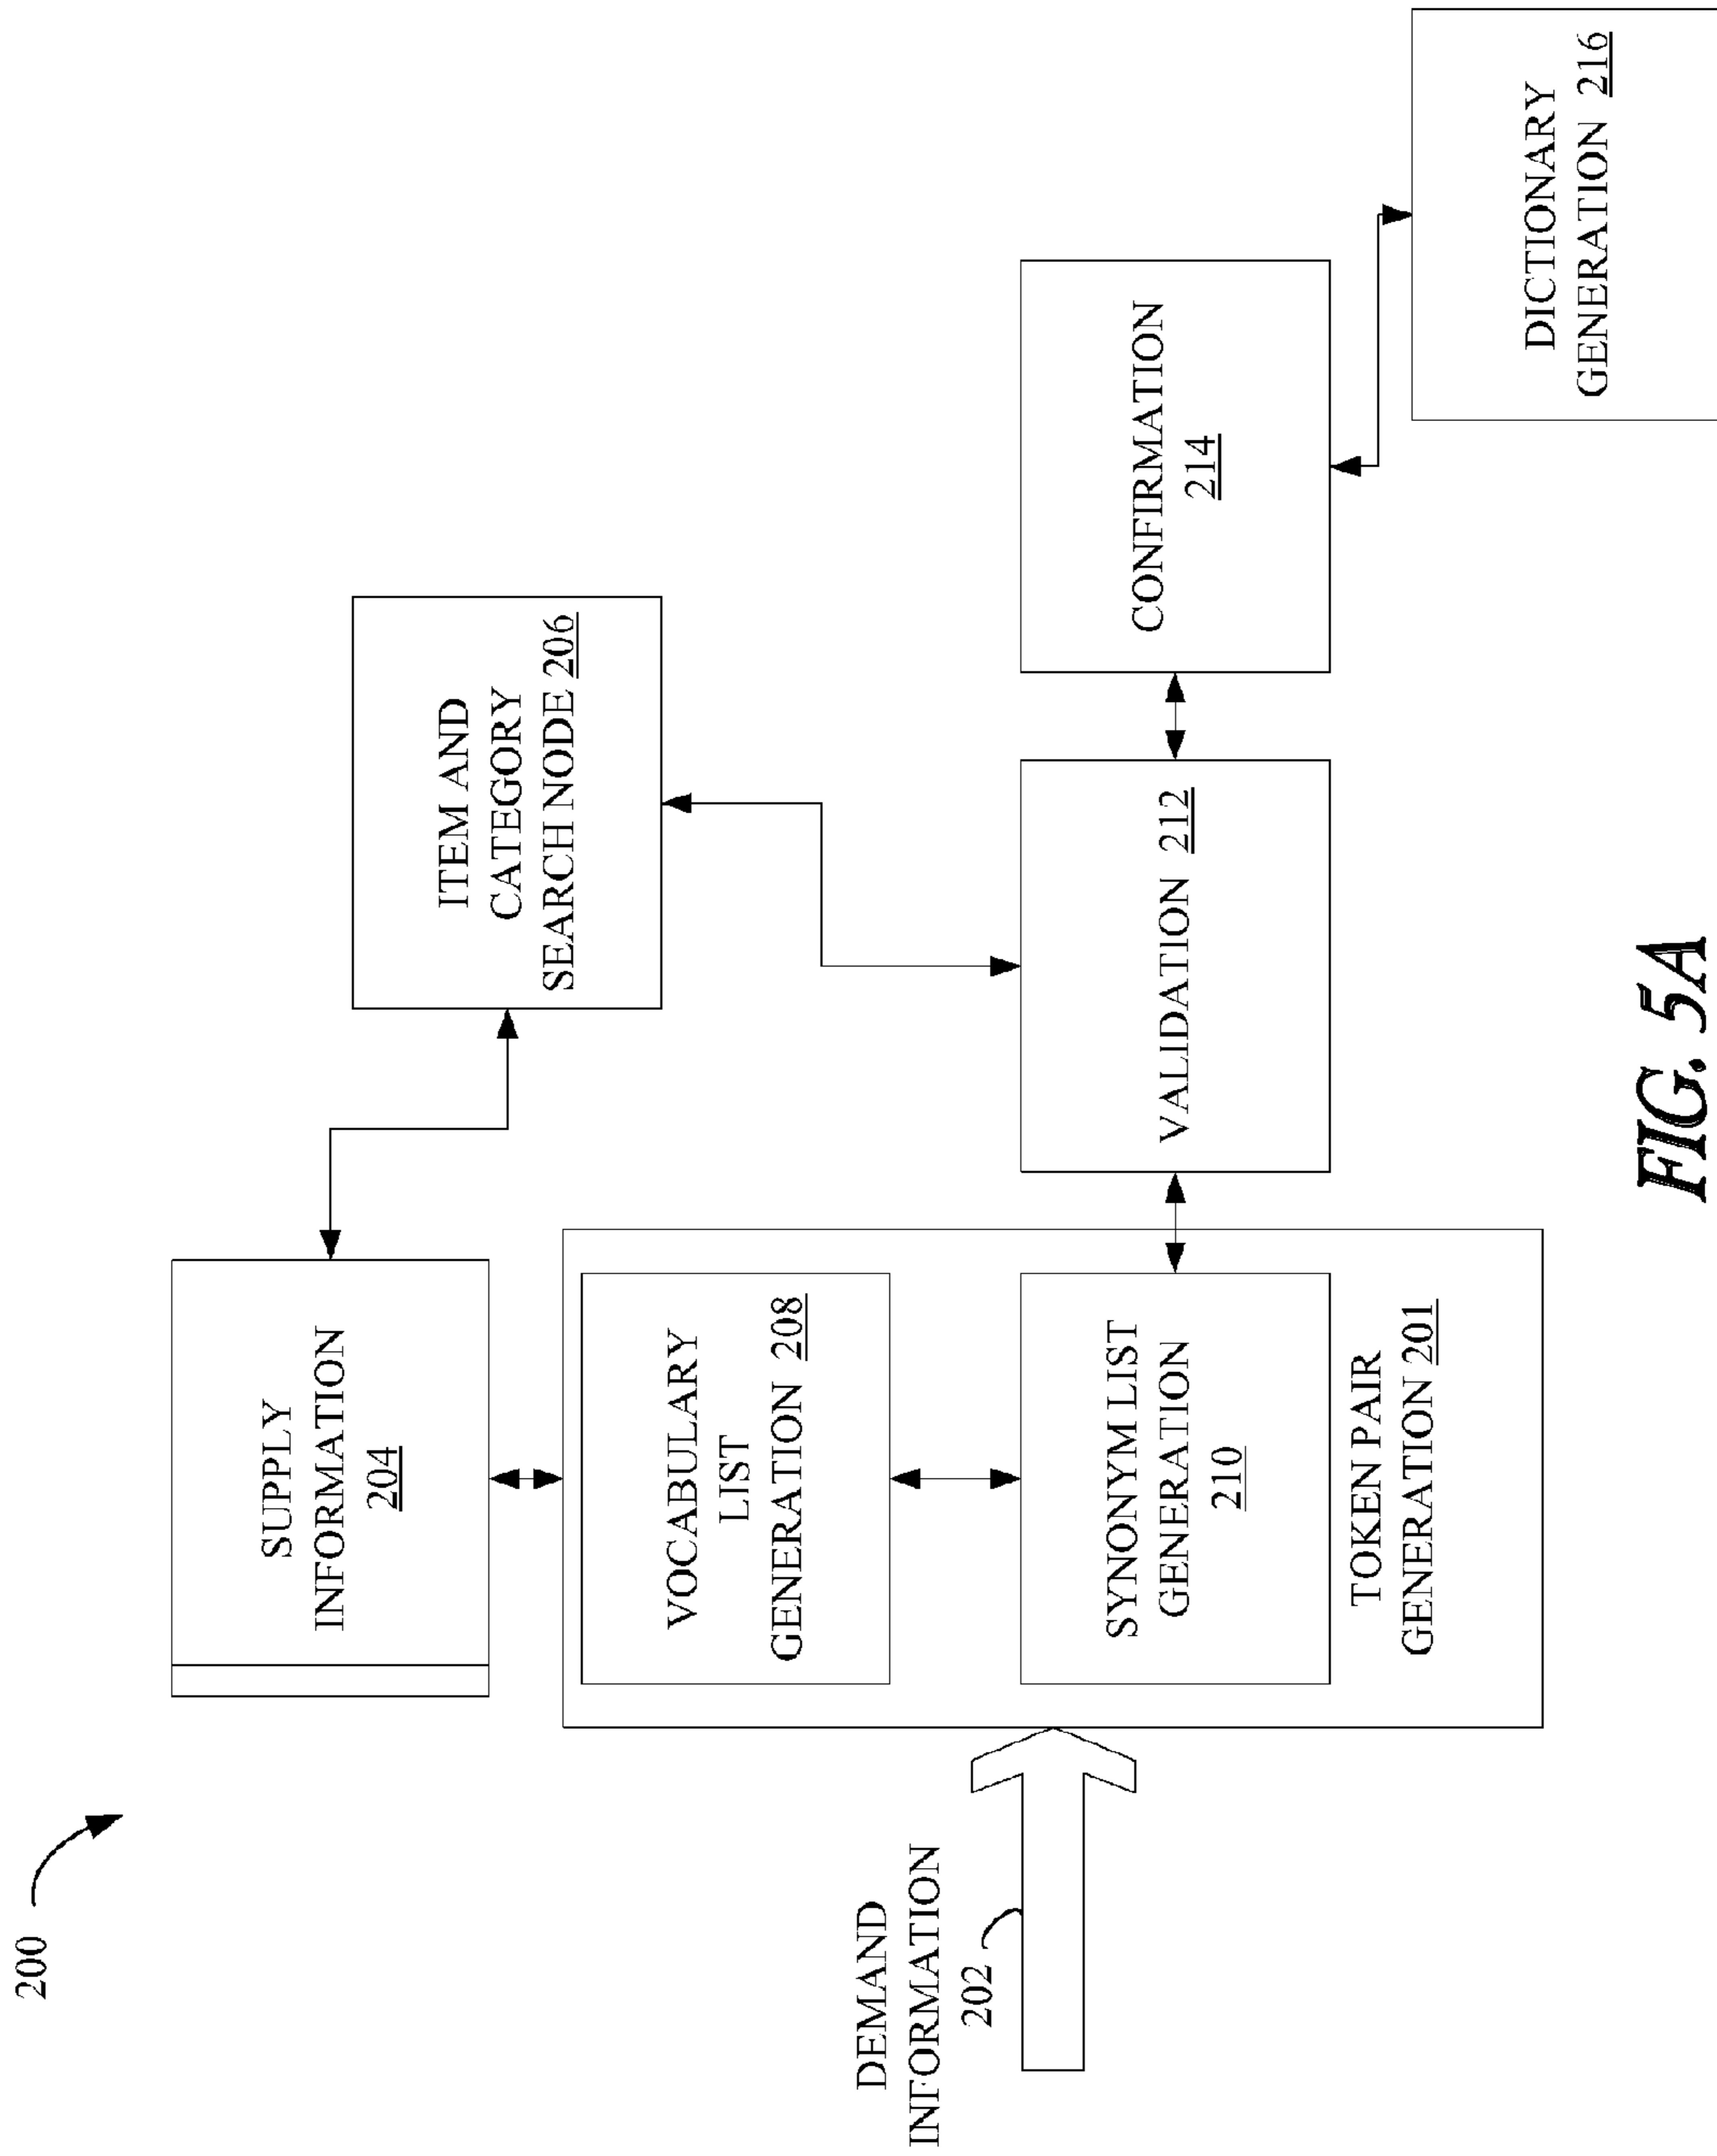 200
SUPPLY
INFORMATION
204
ITEM AND
CATEGORY
SEARCH NODE 206
VOCABULARY
LIST
GENERATION 208
DEMAND
INFORMATION
202
SYNONYM LIST
GENERATION
210
TOKEN PAIR
GENERATION 201
VALIDATION 212
CONFIRMATION
214
DICTIONARY
GENERATION 216
FIG. 5A